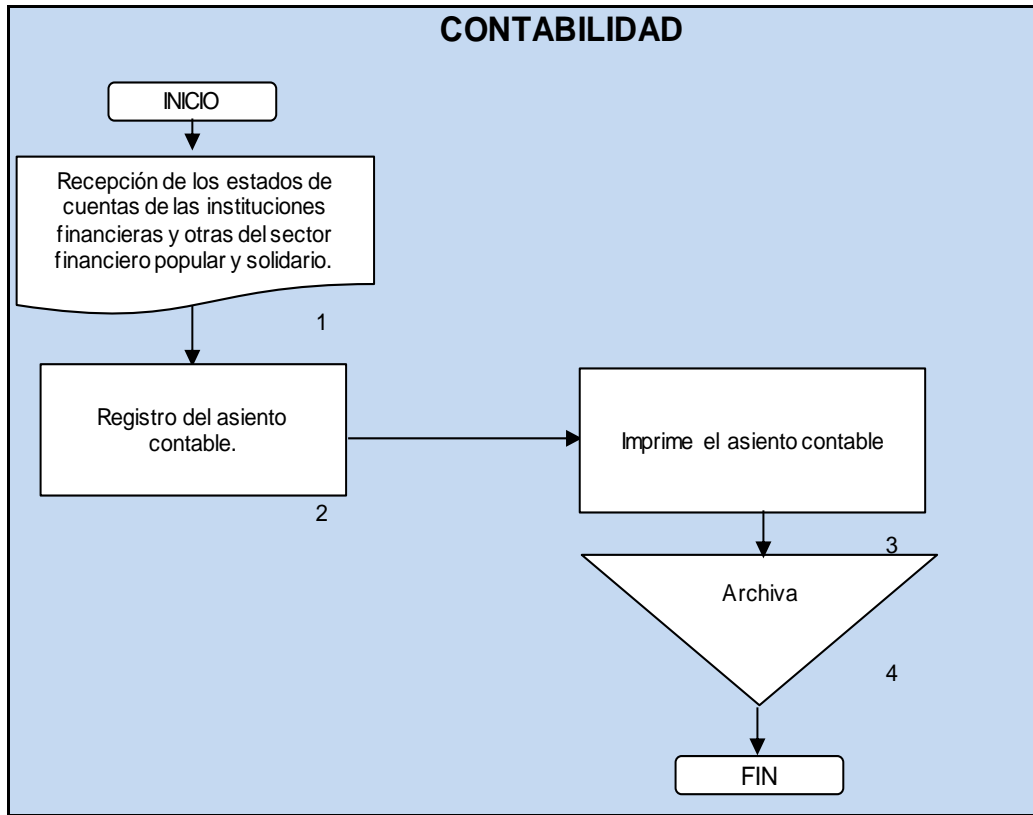 CONTABILIDAD
INICIO
Recepción de los estados de
cuentas de las instituciones
financieras y otras del sector
financiero popular y solidario.
1
Registro del asiento
contable.
2
Imprime el asiento contable
3
Archiva
4
FIN